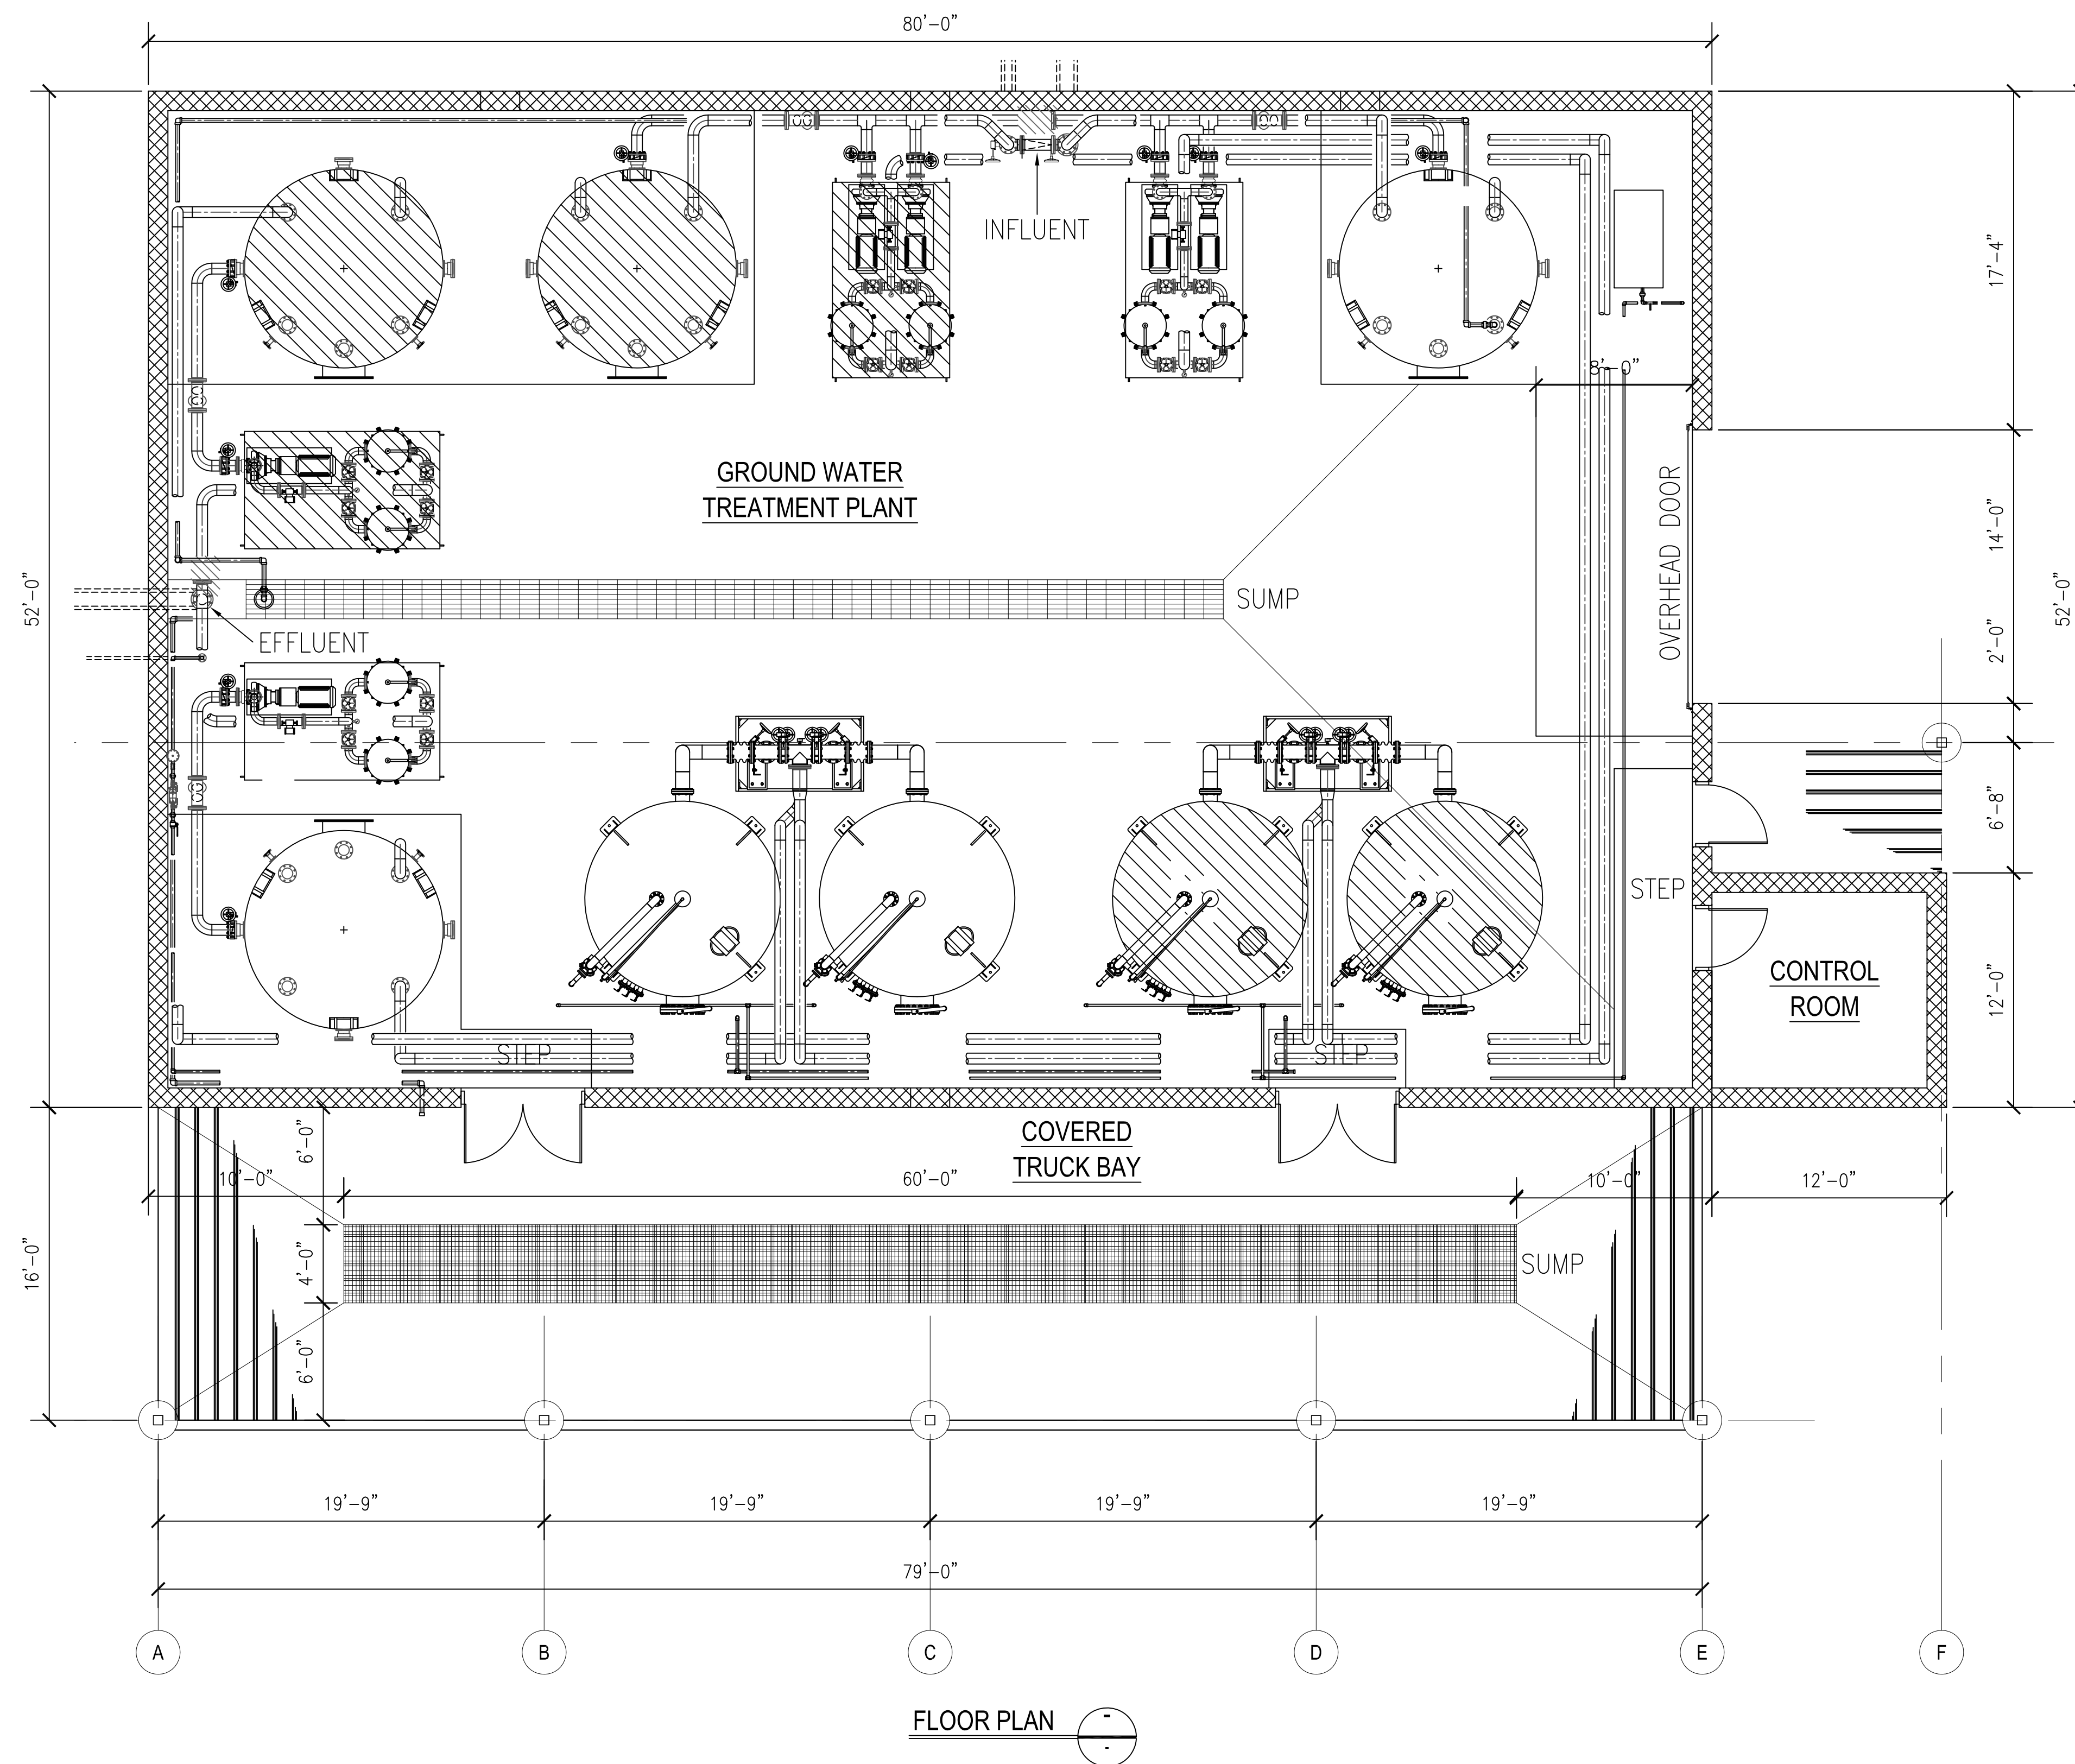 80'-0"
INFLUENT
17'-4"
8'-0"
GROUND WATER
TREATMENT PLANT
OVERHEAD DOOR
14'-0"
52'-0"
SUMP
52'-0"
EFFLUENT
2'-0"
6'-8"
STEP
CONTROL
ROOM
12'-0"
STEP
STEP
COVERED
TRUCK BAY
6'-0"
10'-0"
60'-0"
10'-0"
12'-0"
16'-0"
4'-0"
SUMP
6'-0"
19'-9"
19'-9"
19'-9"
19'-9"
79'-0"
A
B
C
D
E
F
FLOOR PLAN
-
-